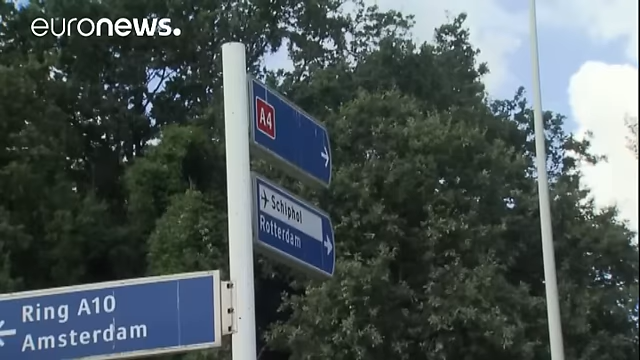 euronews.
A4
Schiphol
Rotterdam
Ring A10
Amsterdam